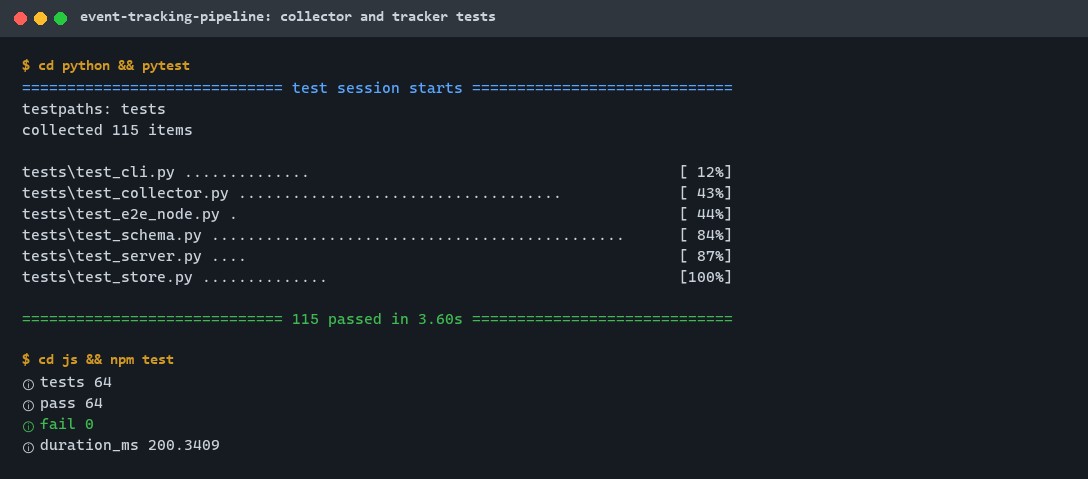 event-tracking-pipeline: collector and tracker tests
$ cd python && pytest
============================= test session starts =============================
testpaths: tests
collected 115 items
tests\test_cli.py .............. [ 12%]
tests\test_collector.py .................................... [ 43%]
tests\test_e2e_node.py . [ 44%]
tests\test_schema.py .............................................. [ 84%]
tests\test_server.py .... [ 87%]
tests\test_store.py .............. [100%]
============================= 115 passed in 3.60s =============================
$ cd js && npm test
ⓘ tests 64
ⓘ pass 64
ⓘ fail 0
ⓘ duration_ms 200.3409